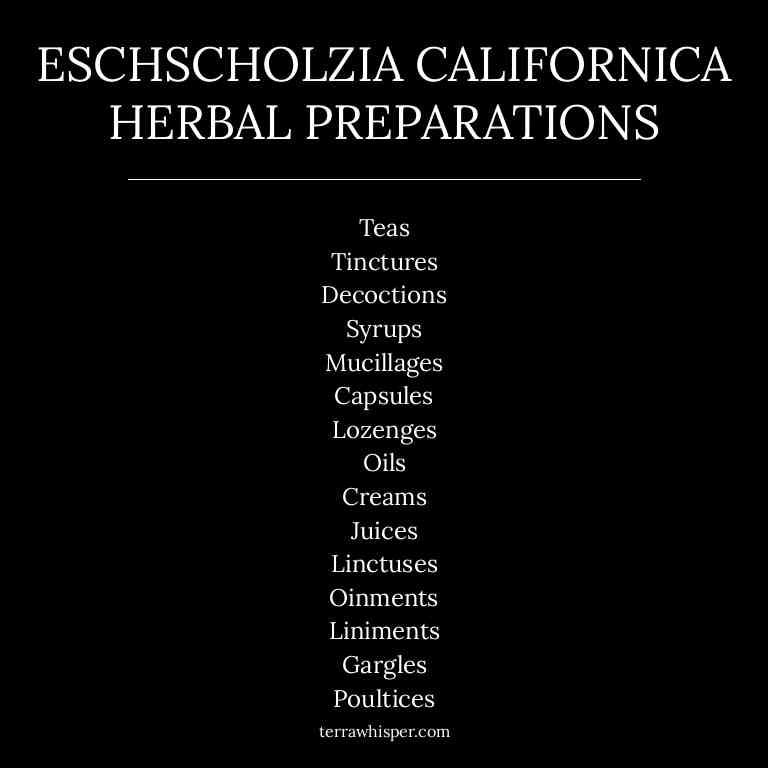 ESCHSCHOLZIA CALIFORNICA
HERBAL PREPARATIONS
Teas
Tinctures
Decoctions
Syrups
Mucillages
Capsules
Lozenges
Oils
Creams
Juices
Linctuses
Oinments
Liniments
Gargles
Poultices
terrawhisper.com